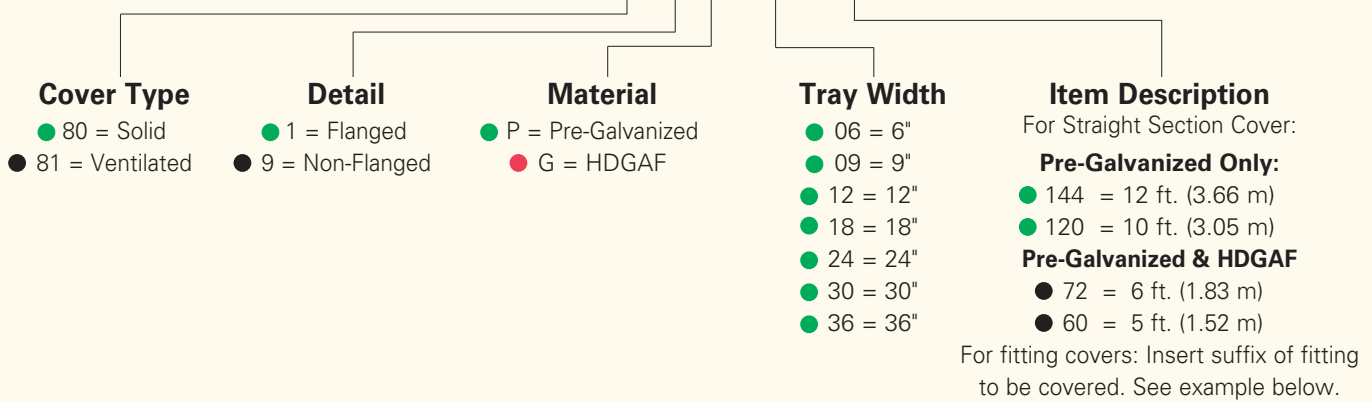 Cover Type
80 = Solid
81 = Ventilated
Detail
1 = Flanged
9 = Non-Flanged
Material
P = Pre-Galvanized
G = HDGAF
Tray Width
06 = 6"
09 = 9"
12 = 12"
18 = 18"
24 = 24"
30 = 30"
36 = 36"
Item Description
For Straight Section Cover:
Pre-Galvanized Only:
144 = 12 ft. (3.66 m)
120 = 10 ft. (3.05 m)
Pre-Galvanized & HDGAF
72 = 6 ft. (1.83 m)
60 = 5 ft. (1.52 m)
For fitting covers: Insert suffix of fitting
to be covered. See example below.